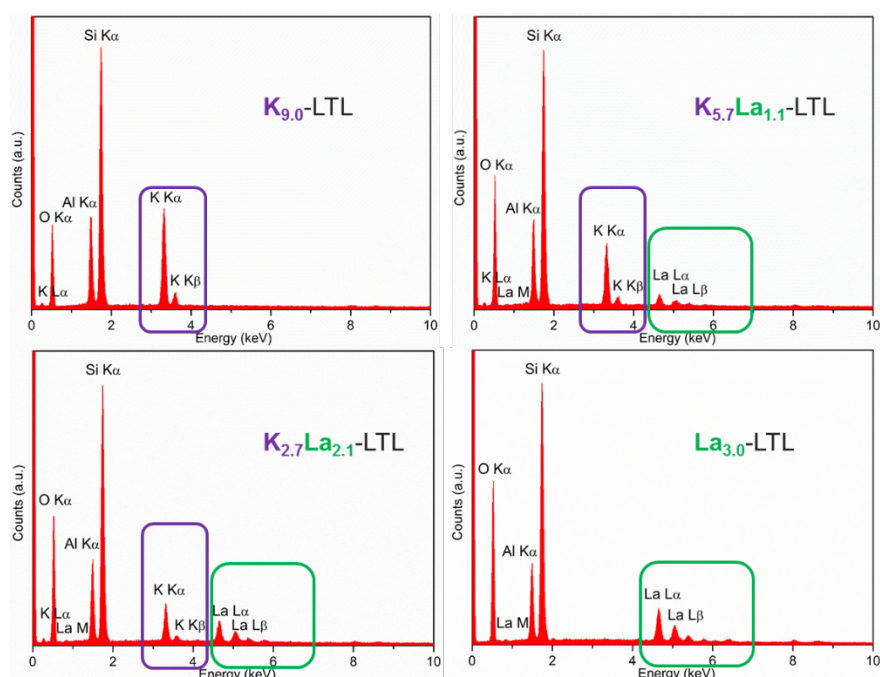 Si Kα
K₉.₀-LTL
K Kα
Al Kα
O Kα
K Kβ
K Lα
Counts (a.u.)
0 2 4 6 8 10
Energy (keV)
Si Kα
K₅.₇La₁.₁-LTL
O Kα
Al Kα
K Kα
La Lα
K Kβ
La Lβ
K Lα
La M
Counts (a.u.)
0 2 4 6 8 10
Energy (keV)
Si Kα
K₂.₇La₂.₁-LTL
O Kα
Al Kα
K Kα
La Lα
K Lα
K Kβ
La Lβ
La M
Counts (a.u.)
0 2 4 6 8 10
Energy (keV)
Si Kα
La₃.₀-LTL
O Kα
Al Kα
La Lα
La Lβ
La M
Counts (a.u.)
0 2 4 6 8 10
Energy (keV)